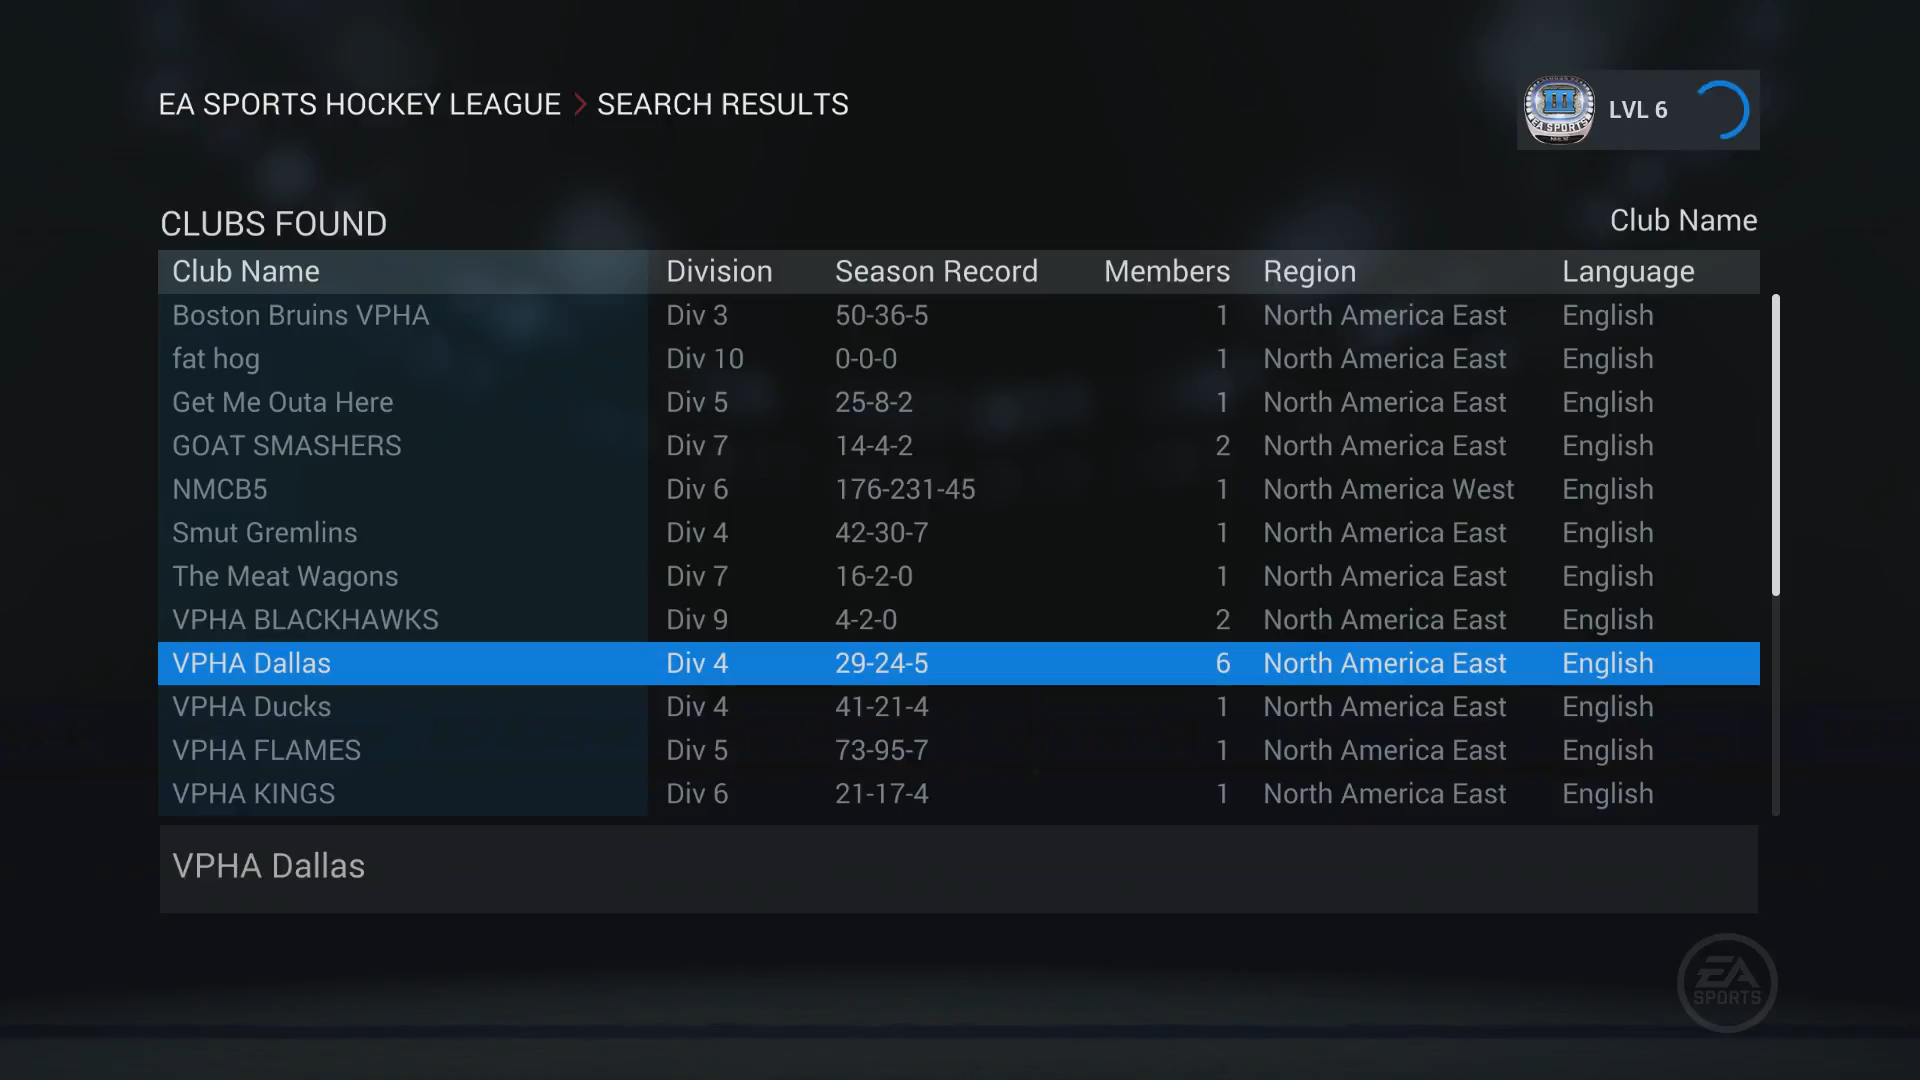 EA SPORTS HOCKEY LEAGUE > SEARCH RESULTS
III
EA SPORTS
LVL 6
CLUBS FOUND
Club Name
Club Name Division Season Record Members Region Language
Boston Bruins VPHA Div 3 50-36-5 1 North America East English
fat hog Div 10 0-0-0 1 North America East English
Get Me Outa Here Div 5 25-8-2 1 North America East English
GOAT SMASHERS Div 7 14-4-2 2 North America East English
NMCB5 Div 6 176-231-45 1 North America West English
Smut Gremlins Div 4 42-30-7 1 North America East English
The Meat Wagons Div 7 16-2-0 1 North America East English
VPHA BLACKHAWKS Div 9 4-2-0 2 North America East English
VPHA Dallas Div 4 29-24-5 6 North America East English
VPHA Ducks Div 4 41-21-4 1 North America East English
VPHA FLAMES Div 5 73-95-7 1 North America East English
VPHA KINGS Div 6 21-17-4 1 North America East English
VPHA Dallas
EA
SPORTS